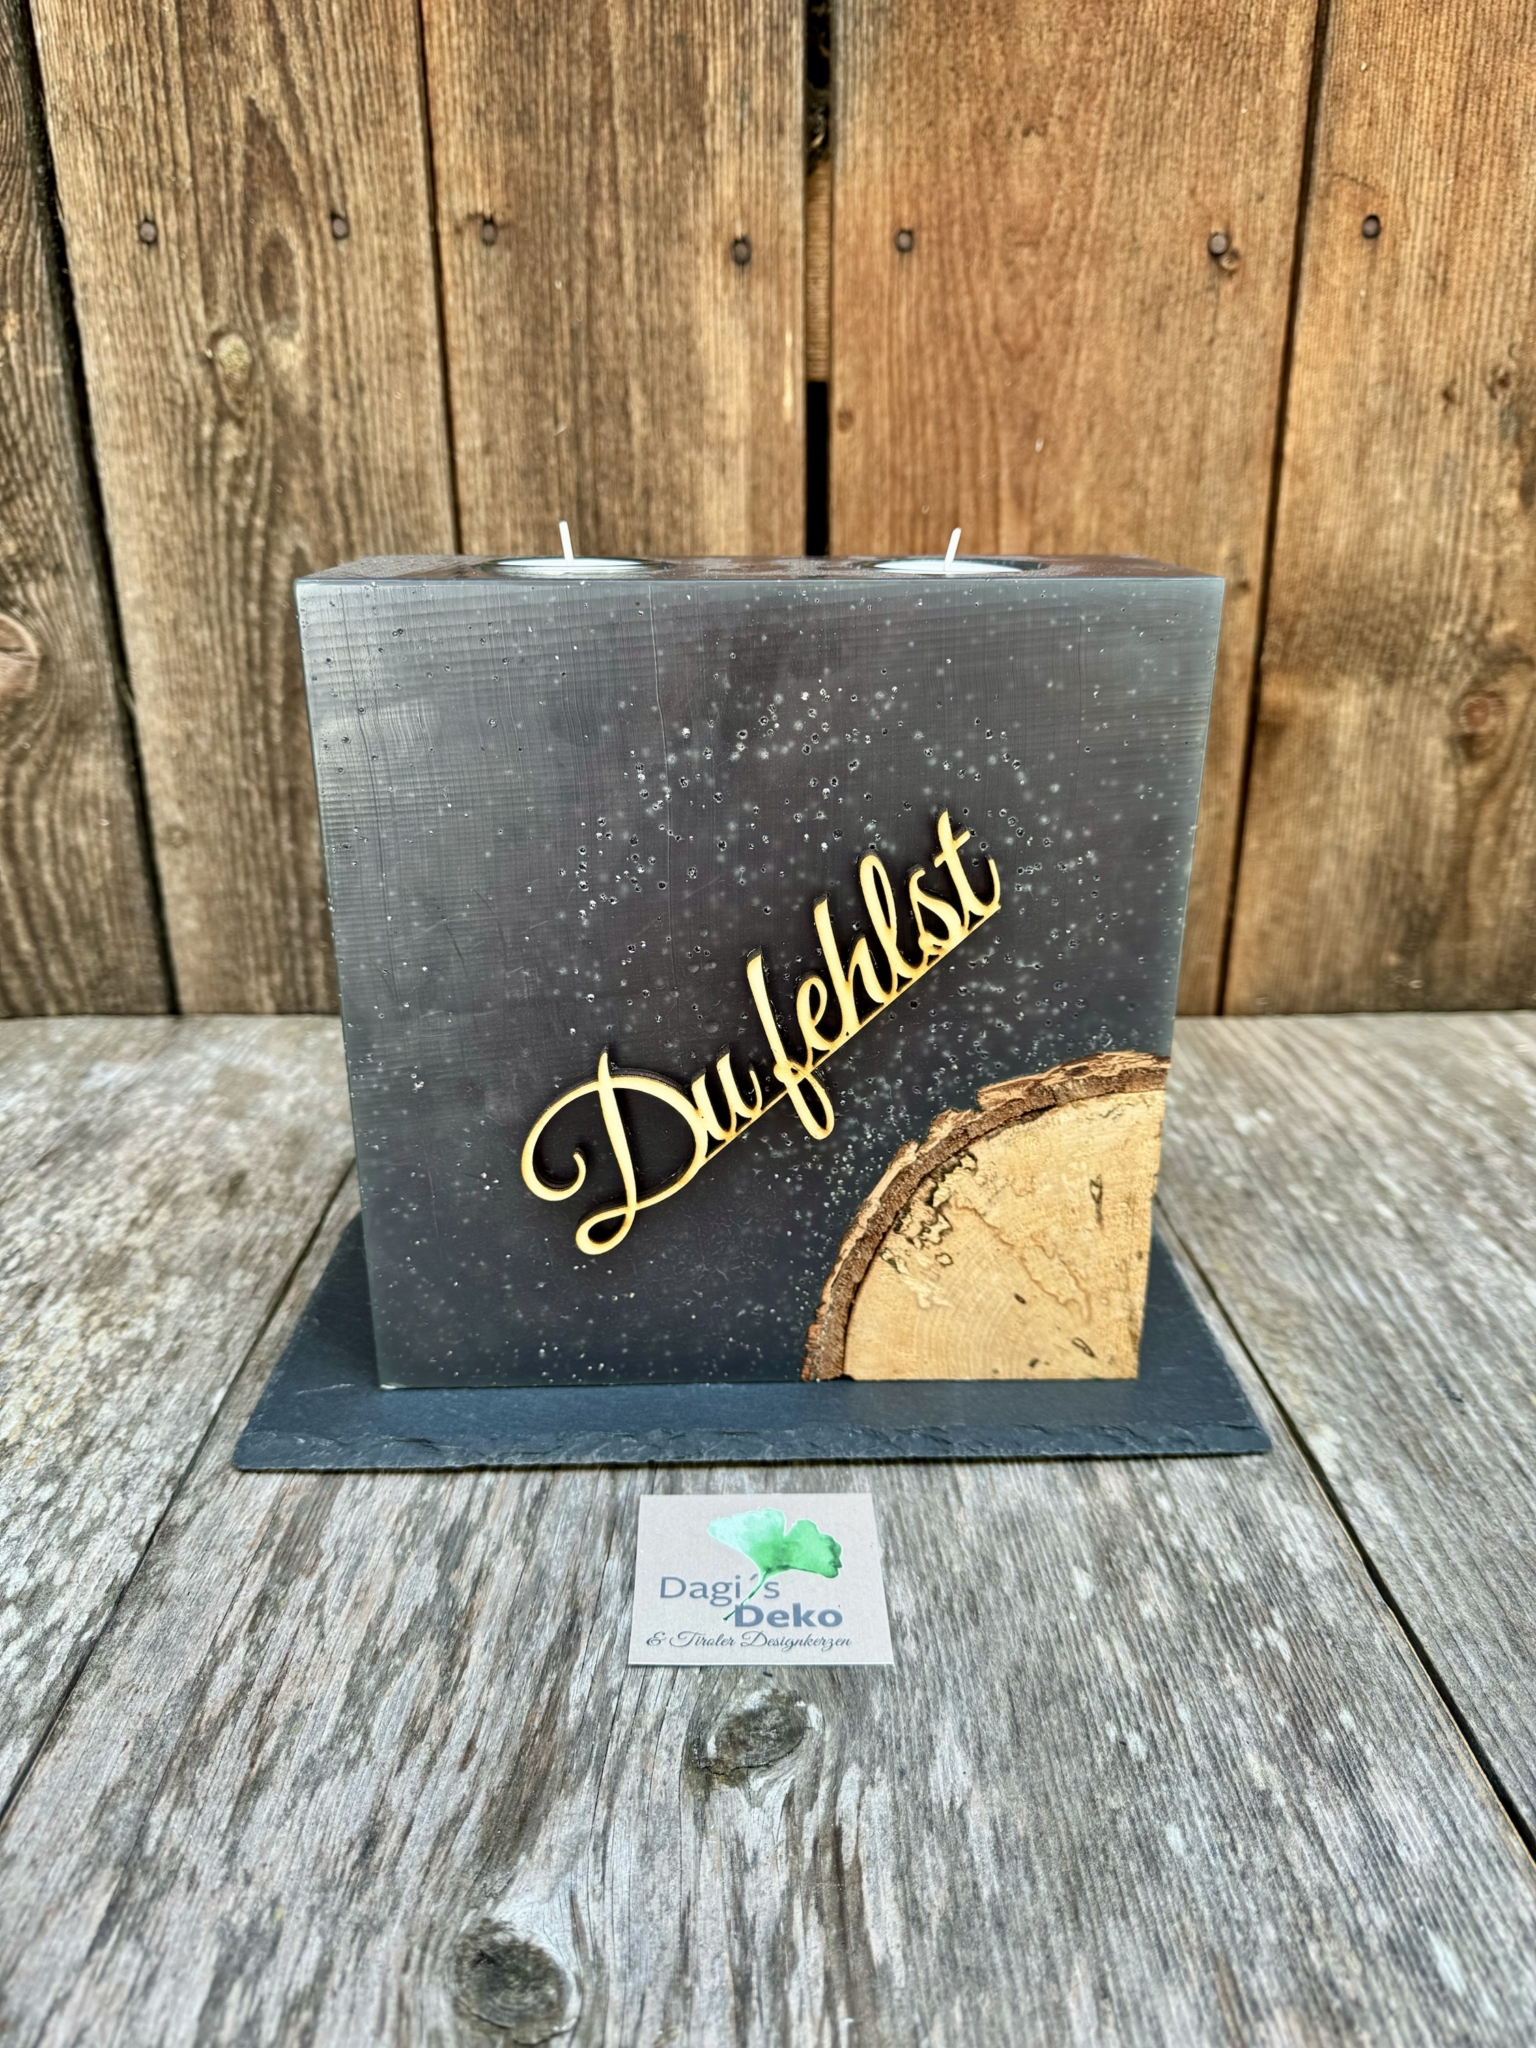 Du fehlst
Dagi´s
Deko
& Tiroler Designkerzen